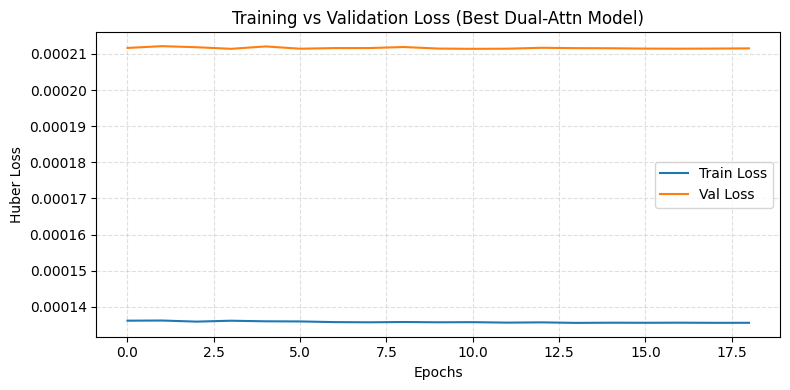 Training vs Validation Loss (Best Dual-Attn Model)
0.00021
0.00020
0.00019
0.00018
0.00017
0.00016
0.00015
0.00014
Huber Loss
Train Loss
Val Loss
0.0 2.5 5.0 7.5 10.0 12.5 15.0 17.5
Epochs